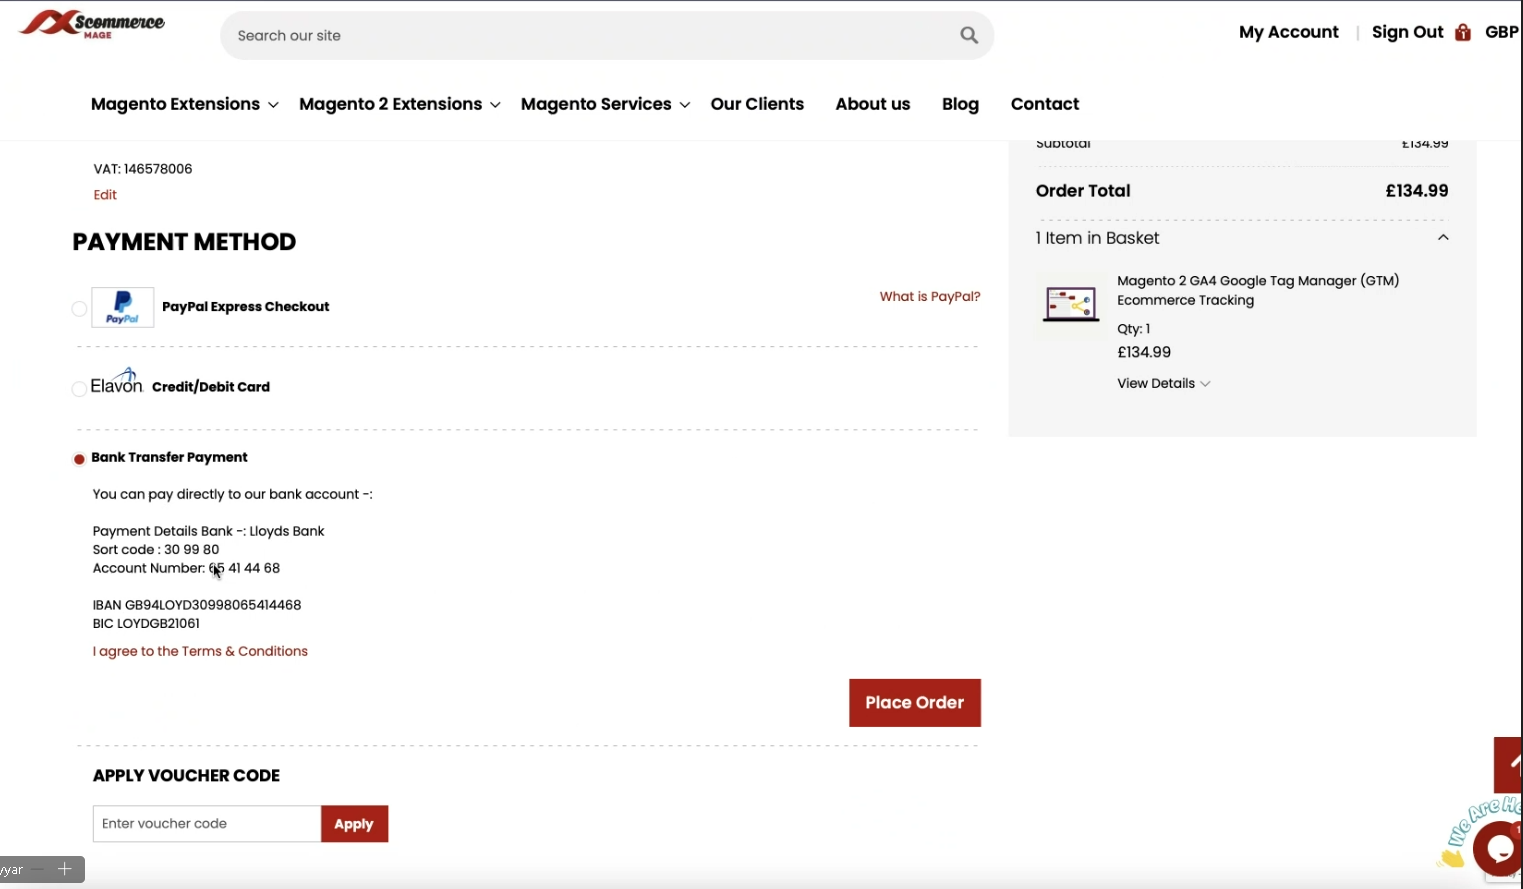 Scommerce
MAGE
Search our site
My Account | Sign Out 1 GBP
Magento Extensions Magento 2 Extensions Magento Services Our Clients About us Blog Contact
VAT: 146578006
Edit
Subtotal £134.99
Order Total £134.99
1 Item in Basket
Magento 2 GA4 Google Tag Manager (GTM)
Ecommerce Tracking
Qty: 1
£134.99
View Details
PAYMENT METHOD
PayPal PayPal Express Checkout What is PayPal?
Elavon Credit/Debit Card
Bank Transfer Payment
You can pay directly to our bank account -:
Payment Details Bank -: Lloyds Bank
Sort code : 30 99 80
Account Number: 65 41 44 68
IBAN GB94LOYD30998065414468
BIC LOYDGB21061
I agree to the Terms & Conditions
Place Order
APPLY VOUCHER CODE
Enter voucher code Apply
We Are He
1